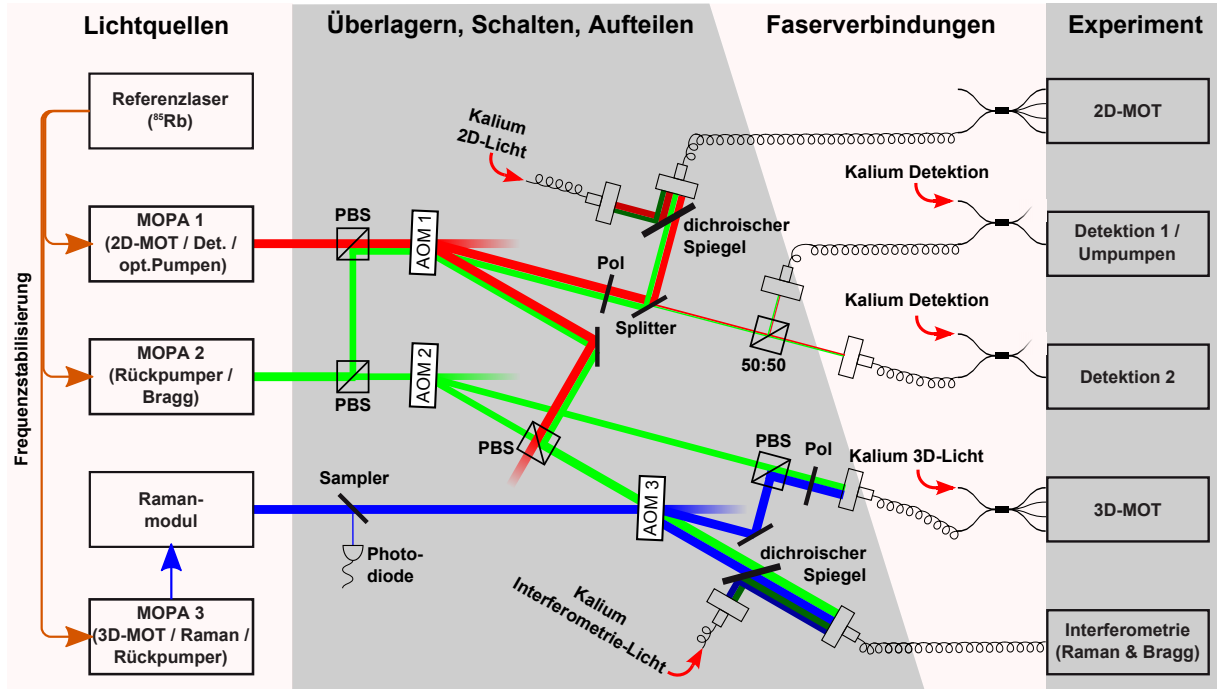 Lichtquellen
Überlagern, Schalten, Aufteilen
Faserverbindungen
Experiment
Frequenzstabilisierung
Referenzlaser
(⁸⁵Rb)
MOPA 1
(2D-MOT / Det. /
opt.Pumpen)
MOPA 2
(Rückpumper /
Bragg)
Raman-
modul
MOPA 3
(3D-MOT / Raman /
Rückpumper)
Kalium
2D-Licht
PBS
AOM 1
dichroischer
Spiegel
Pol
Splitter
PBS
AOM 2
50:50
PBS
Sampler
Photo-
diode
AOM 3
PBS
Pol
dichroischer
Spiegel
Kalium
Interferometrie-Licht
Kalium Detektion
Kalium Detektion
Kalium 3D-Licht
2D-MOT
Detektion 1 /
Umpumpen
Detektion 2
3D-MOT
Interferometrie
(Raman & Bragg)